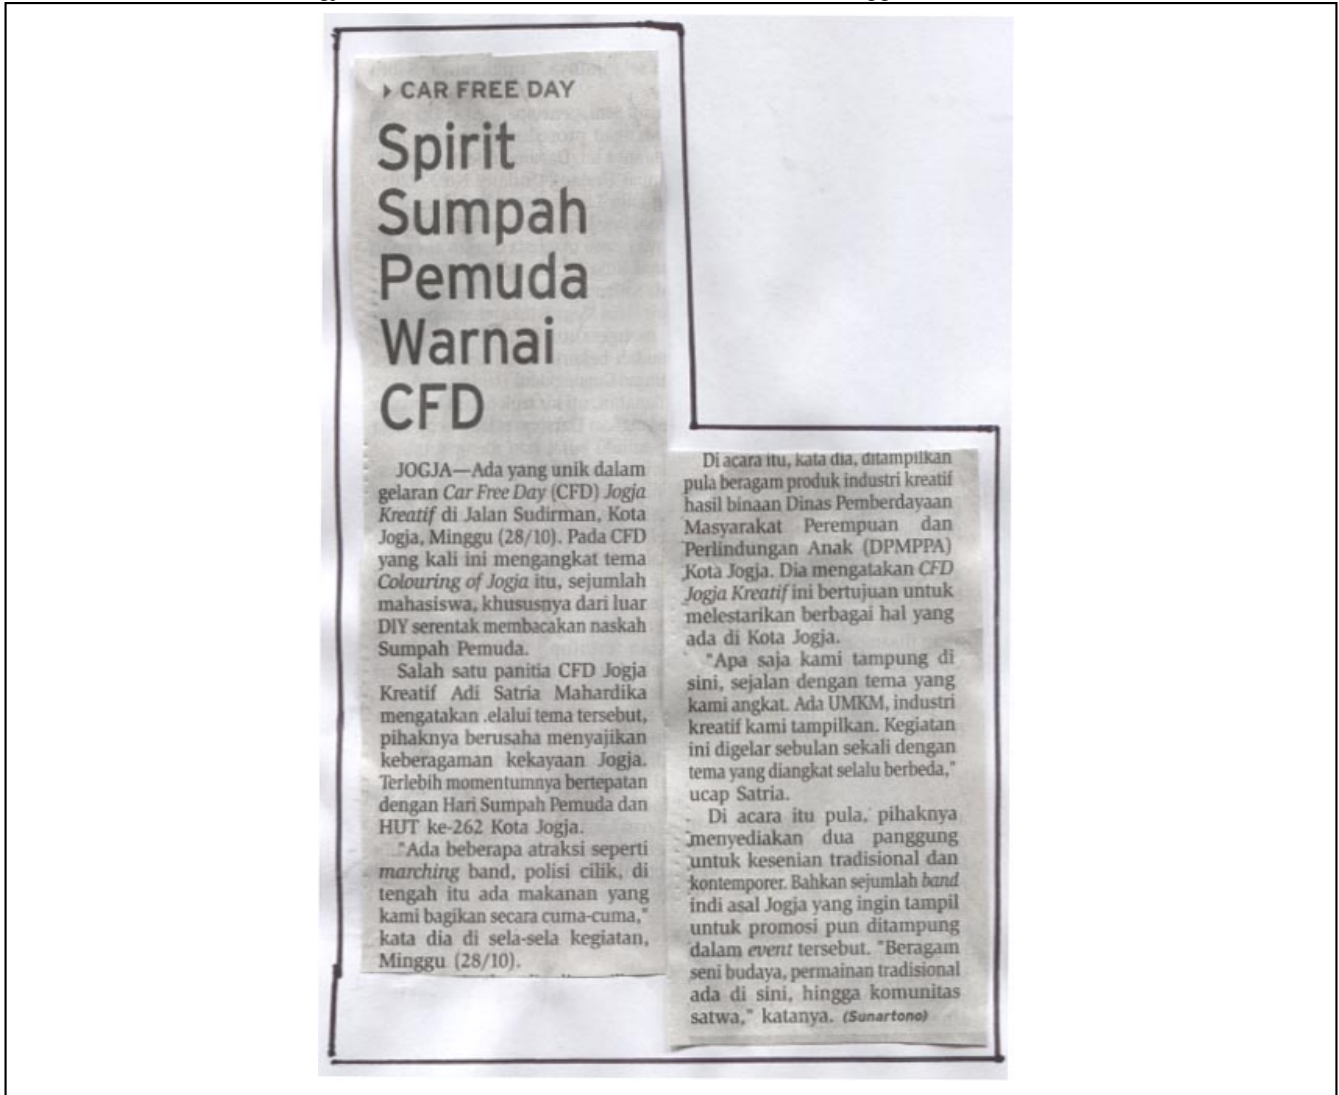 CAR FREE DAY
Spirit
Sumpah
Pemuda
Warnai
CFD
JOGJA—Ada yang unik dalam
gelaran Car Free Day (CFD) Jogja
Kreatif di Jalan Sudirman, Kota
Jogja, Minggu (28/10). Pada CFD
yang kali ini mengangkat tema
Colouring of Jogja itu, sejumlah
mahasiswa, khususnya dari luar
DIY serentak membacakan naskah
Sumpah Pemuda.
Salah satu panitia CFD Jogja
Kreatif Adi Satria Mahardika
mengatakan .elalui tema tersebut,
pihaknya berusaha menyajikan
keberagaman kekayaan Jogja.
Terlebih momentumnya bertepatan
dengan Hari Sumpah Pemuda dan
HUT ke-262 Kota Jogja.
"Ada beberapa atraksi seperti
marching band, polisi cilik, di
tengah itu ada makanan yang
kami bagikan secara cuma-cuma,"
kata dia di sela-sela kegiatan,
Minggu (28/10).
Di acara itu, kata dia, ditampilkan
pula beragam produk industri kreatif
hasil binaan Dinas Pemberdayaan
Masyarakat Perempuan dan
Perlindungan Anak (DPMPPA)
Kota Jogja. Dia mengatakan CFD
Jogja Kreatif ini bertujuan untuk
melestarikan berbagai hal yang
ada di Kota Jogja.
"Apa saja kami tampung di
sini, sejalan dengan tema yang
kami angkat. Ada UMKM, industri
kreatif kami tampilkan. Kegiatan
ini digelar sebulan sekali dengan
tema yang diangkat selalu berbeda,"
ucap Satria.
Di acara itu pula, pihaknya
menyediakan dua panggung
untuk kesenian tradisional dan
kontemporer. Bahkan sejumlah band
indi asal Jogja yang ingin tampil
untuk promosi pun ditampung
dalam event tersebut. "Beragam
seni budaya, permainan tradisional
ada di sini, hingga komunitas
satwa," katanya. (Sunartono)